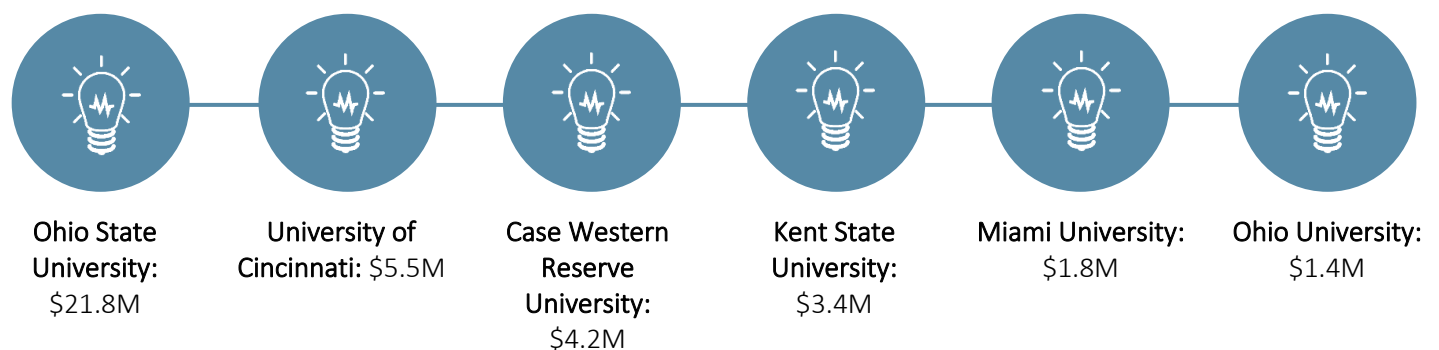 Ohio State
University:
$21.8M
University of
Cincinnati: $5.5M
Case Western
Reserve
University:
$4.2M
Kent State
University:
$3.4M
Miami University:
$1.8M
Ohio University:
$1.4M